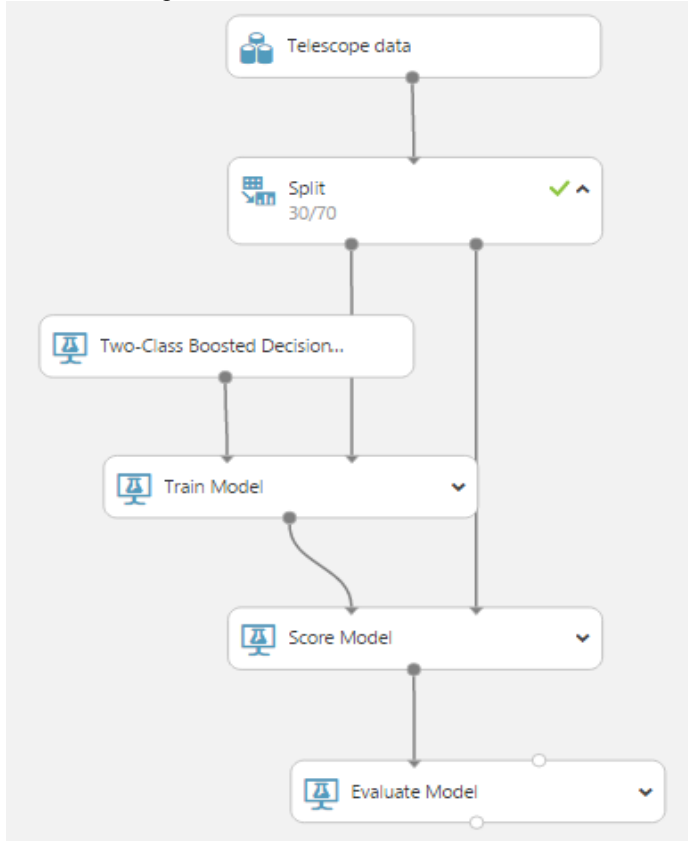 Telescope data
Split
30/70
Two-Class Boosted Decision...
Train Model
Score Model
Evaluate Model